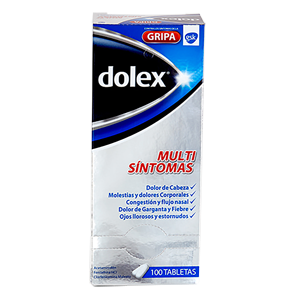 GRIPA
gsk
dolex
MULTI
SÍNTOMAS
Dolor de Cabeza ✓
Molestias y dolores Corporales ✓
Congestión y flujo nasal ✓
Dolor de Garganta y Fiebre ✓
Ojos llorosos y estornudos ✓
100 TABLETAS